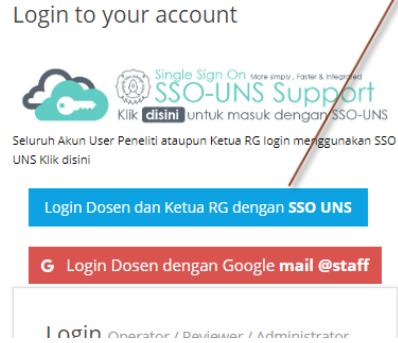 Login to your account
Single Sign On More simply, Faster & Integrated
SSO-UNS Support
Klik disini untuk masuk dengan SSO-UNS
Seluruh Akun User Peneliti ataupun Ketua RG login menggunakan SSO
UNS Klik disini
Login Dosen dan Ketua RG dengan SSO UNS
G Login Dosen dengan Google mail @staff
Login Operator / Reviewer / Administrator